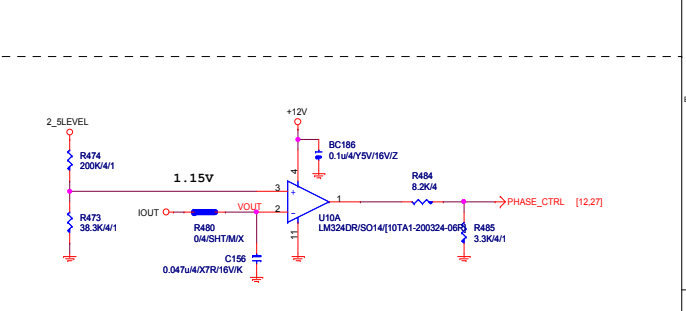 +12V
2_5LEVEL
BC186
0.1u/4/Y5V/16V/Z
R474
200K/4/1
4
R484
8.2K/4
1.15V
3
+
1
PHASE_CTRL [12,27]
VOUT
2
-
IOUT
R473
38.3K/4/1
R480
0/4/SHT/M/X
U10A
LM324DR/SO14/[10TA1-200324-06R]
11
R485
3.3K/4/1
C156
0.047u/4/X7R/16V/K